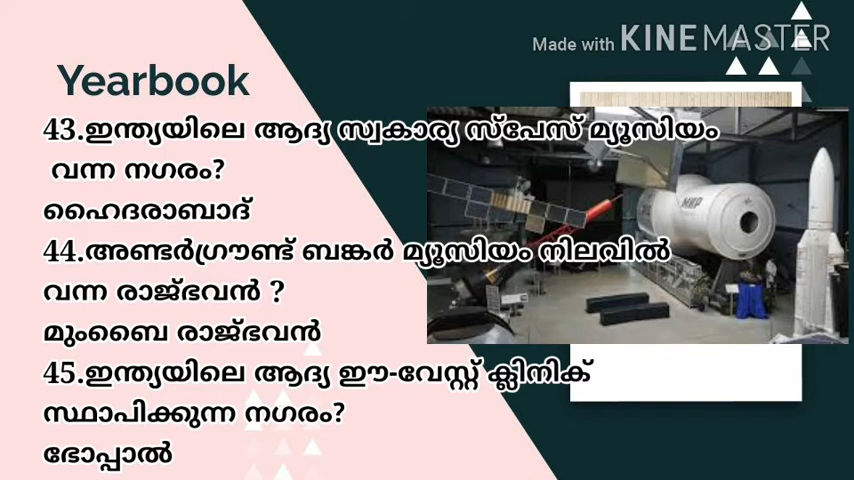 Made with KINEMASTER
Yearbook
43.ഇന്ത്യയിലെ ആദ്യ സ്വകാര്യ സ്പേസ് മ്യൂസിയം
വന്ന നഗരം?
ഹൈദരാബാദ്
44.അണ്ടർഗ്രൗണ്ട് ബങ്കർ മ്യൂസിയം നിലവിൽ
വന്ന രാജ്ഭവൻ ?
മുംബൈ രാജ്ഭവൻ
45.ഇന്ത്യയിലെ ആദ്യ ഈ-വേസ്റ്റ് ക്ലിനിക്
സ്ഥാപിക്കുന്ന നഗരം?
ഭോപ്പാൽ